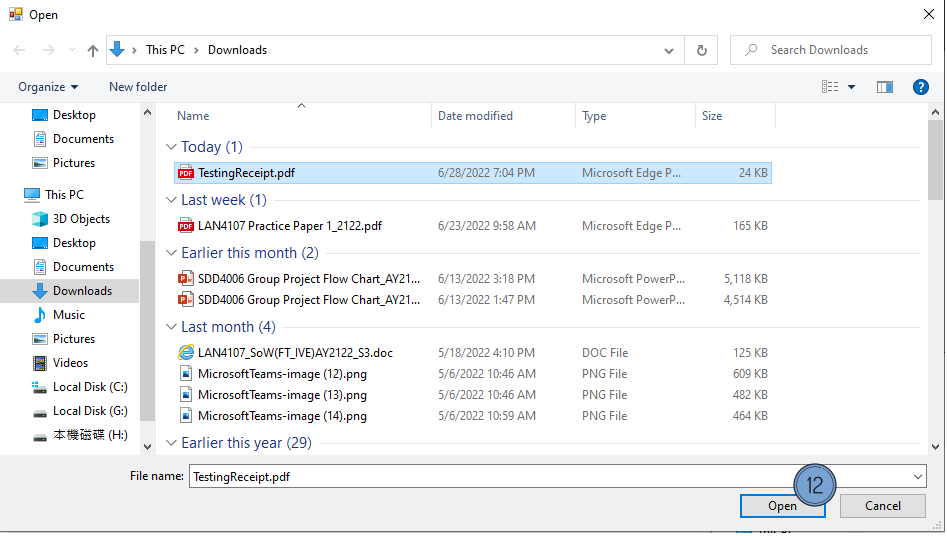 Open
This PC > Downloads
Search Downloads
Organize
New folder
Desktop
Documents
Pictures
This PC
3D Objects
Desktop
Documents
Downloads
Music
Pictures
Videos
Local Disk (C:)
Local Disk (G:)
本機磁碟 (H:)
Name Date modified Type Size
Today (1)
PDF TestingReceipt.pdf 6/28/2022 7:04 PM Microsoft Edge P... 24 KB
Last week (1)
PDF LAN4107 Practice Paper 1_2122.pdf 6/23/2022 9:58 AM Microsoft Edge P... 165 KB
Earlier this month (2)
SDD4006 Group Project Flow Chart_AY21... 6/13/2022 3:18 PM Microsoft PowerP... 5,118 KB
SDD4006 Group Project Flow Chart_AY21... 6/13/2022 1:47 PM Microsoft PowerP... 4,514 KB
Last month (4)
LAN4107_SoW(FT_IVE)AY2122_S3.doc 5/18/2022 4:10 PM DOC File 125 KB
MicrosoftTeams-image (12).png 5/6/2022 10:46 AM PNG File 609 KB
MicrosoftTeams-image (13).png 5/6/2022 10:46 AM PNG File 482 KB
MicrosoftTeams-image (14).png 5/6/2022 10:59 AM PNG File 464 KB
Earlier this year (29)
File name: TestingReceipt.pdf
12
Open
Cancel